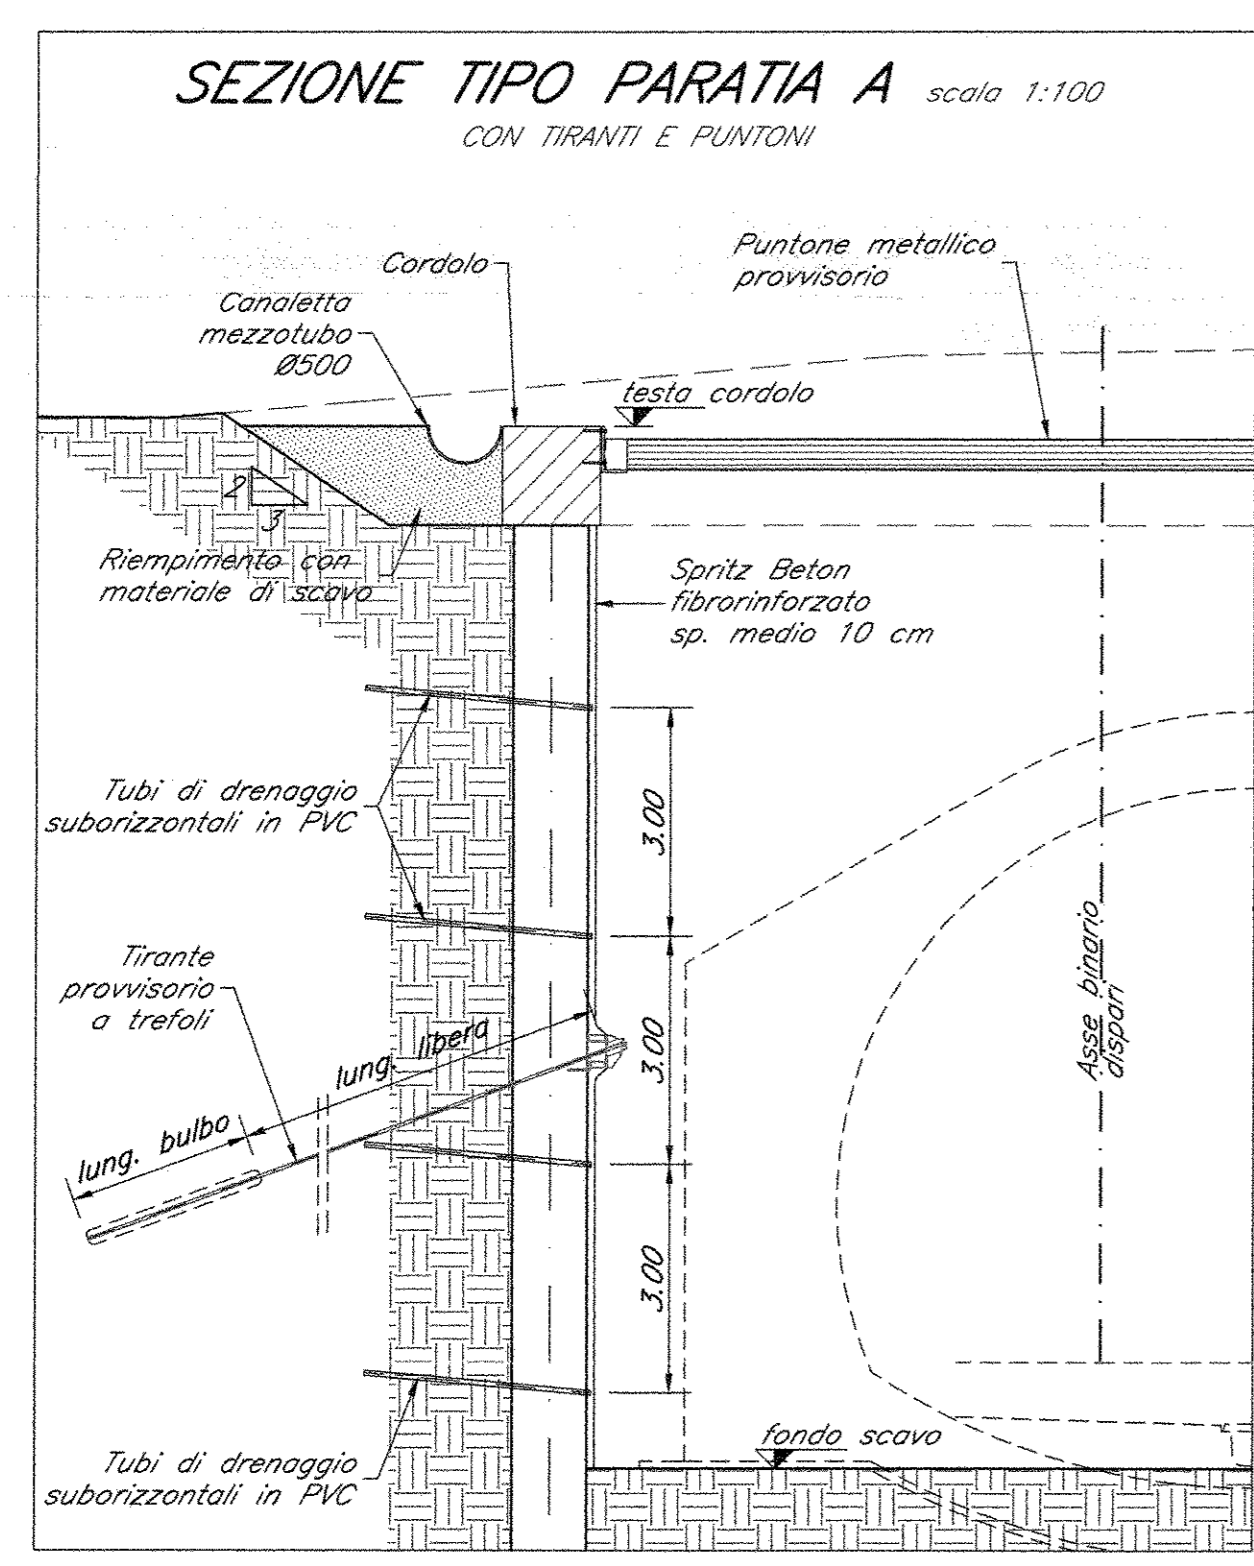 SEZIONE TIPO PARATIA A scala 1:100
CON TIRANTI E PUNTONI
Cordolo
Puntone metallico
provvisorio
Canaletta
mezzotubo
Ø500
testa cordolo
2
3
Riempimento con
materiale di scavo
Spritz Beton
fibrorinforzato
sp. medio 10 cm
Tubi di drenaggio
suborizzontali in PVC
3.00
Tirante
provvisorio
a trefoli
lung. libera
lung. bulbo
3.00
Asse binario
dispari
3.00
fondo scavo
Tubi di drenaggio
suborizzontali in PVC